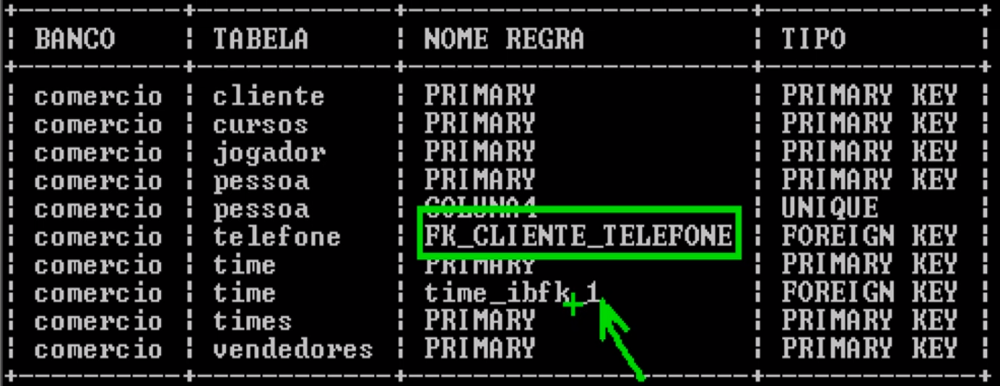 BANCO TABELA NOME REGRA TIPO
comercio cliente PRIMARY PRIMARY KEY
comercio cursos PRIMARY PRIMARY KEY
comercio jogador PRIMARY PRIMARY KEY
comercio pessoa PRIMARY PRIMARY KEY
comercio pessoa COLUNA1 UNIQUE
comercio telefone FK_CLIENTE_TELEFONE FOREIGN KEY
comercio time PRIMARY PRIMARY KEY
comercio time time_ibfk_1 FOREIGN KEY
comercio times PRIMARY PRIMARY KEY
comercio vendedores PRIMARY PRIMARY KEY